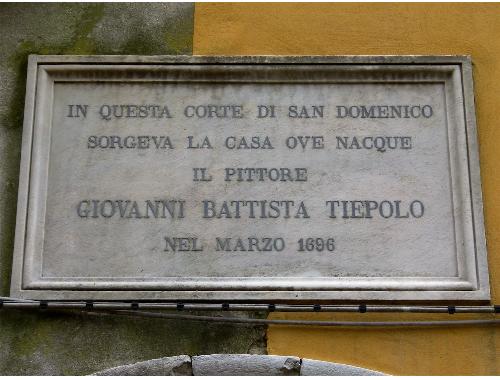 IN QUESTA CORTE DI SAN DOMENICO
SORGEVA LA CASA OVE NACQUE
IL PITTORE
GIOVANNI BATTISTA TIEPOLO
NEL MARZO 1696